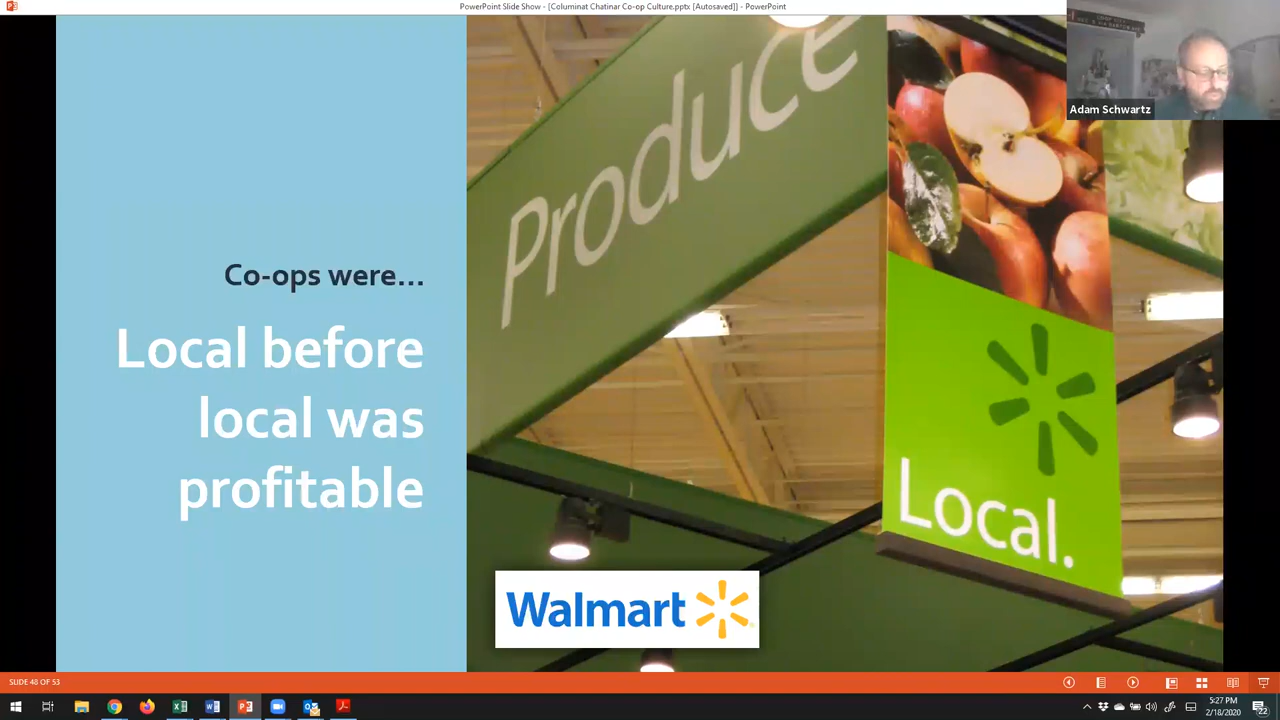 PowerPoint Slide Show - [Columinat Chatinar Co-op Culture.pptx [Autosaved]] - PowerPoint
Adam Schwartz
Co-ops were...
Local before
local was
profitable
Produce
Local.
Walmart
SLIDE 48 OF 53
5:27 PM
2/18/2020
22